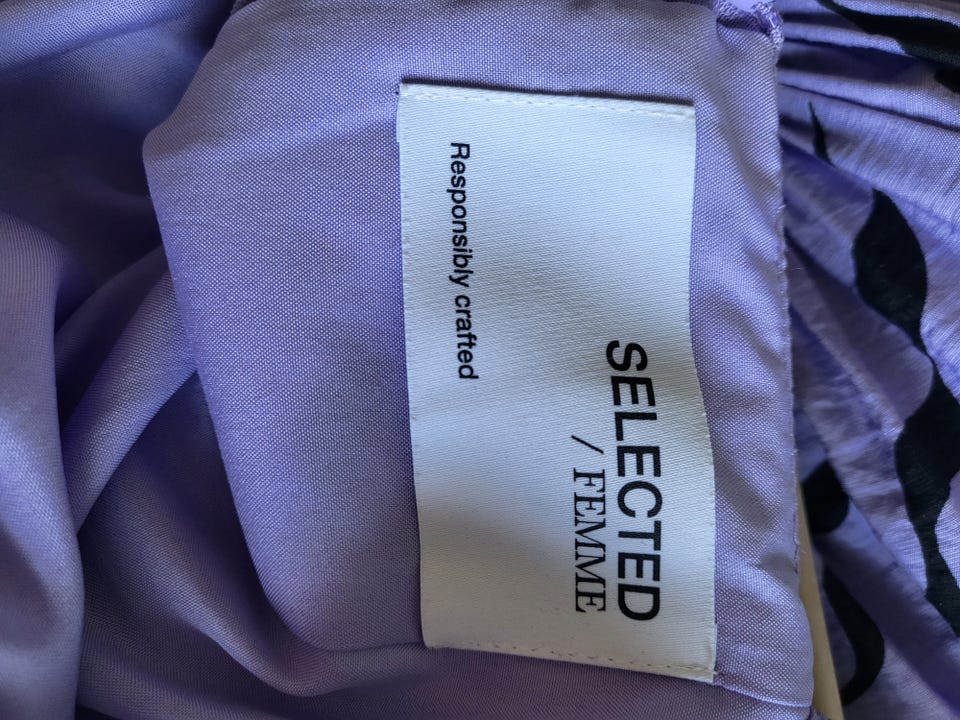 SELECTED
/ FEMME
Responsibly crafted